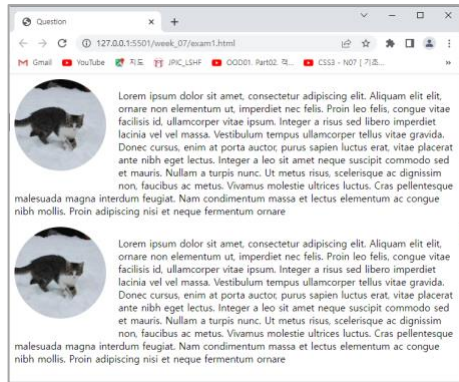 Question
127.0.0.1:5501/week_07/exam1.html
Gmail YouTube 지도 JPIC_LSHF OOD01. Part02. 객... CSS3 - N07 [ 기초...
Lorem ipsum dolor sit amet, consectetur adipiscing elit. Aliquam elit elit,
ornare non elementum ut, imperdiet nec felis. Proin leo felis, congue vitae
facilisis id, ullamcorper vitae ipsum. Integer a risus sed libero imperdiet
lacinia vel vel massa. Vestibulum tempus ullamcorper tellus vitae gravida.
Donec cursus, enim at porta auctor, purus sapien luctus erat, vitae placerat
ante nibh eget lectus. Integer a leo sit amet neque suscipit commodo sed
et mauris. Nullam a turpis nunc. Ut metus risus, scelerisque ac dignissim
non, faucibus ac metus. Vivamus molestie ultrices luctus. Cras pellentesque
malesuada magna interdum feugiat. Nam condimentum massa et lectus elementum ac congue
nibh mollis. Proin adipiscing nisi et neque fermentum ornare
Lorem ipsum dolor sit amet, consectetur adipiscing elit. Aliquam elit elit,
ornare non elementum ut, imperdiet nec felis. Proin leo felis, congue vitae
facilisis id, ullamcorper vitae ipsum. Integer a risus sed libero imperdiet
lacinia vel vel massa. Vestibulum tempus ullamcorper tellus vitae gravida.
Donec cursus, enim at porta auctor, purus sapien luctus erat, vitae placerat
ante nibh eget lectus. Integer a leo sit amet neque suscipit commodo sed
et mauris. Nullam a turpis nunc. Ut metus risus, scelerisque ac dignissim
non, faucibus ac metus. Vivamus molestie ultrices luctus. Cras pellentesque
malesuada magna interdum feugiat. Nam condimentum massa et lectus elementum ac congue
nibh mollis. Proin adipiscing nisi et neque fermentum ornare